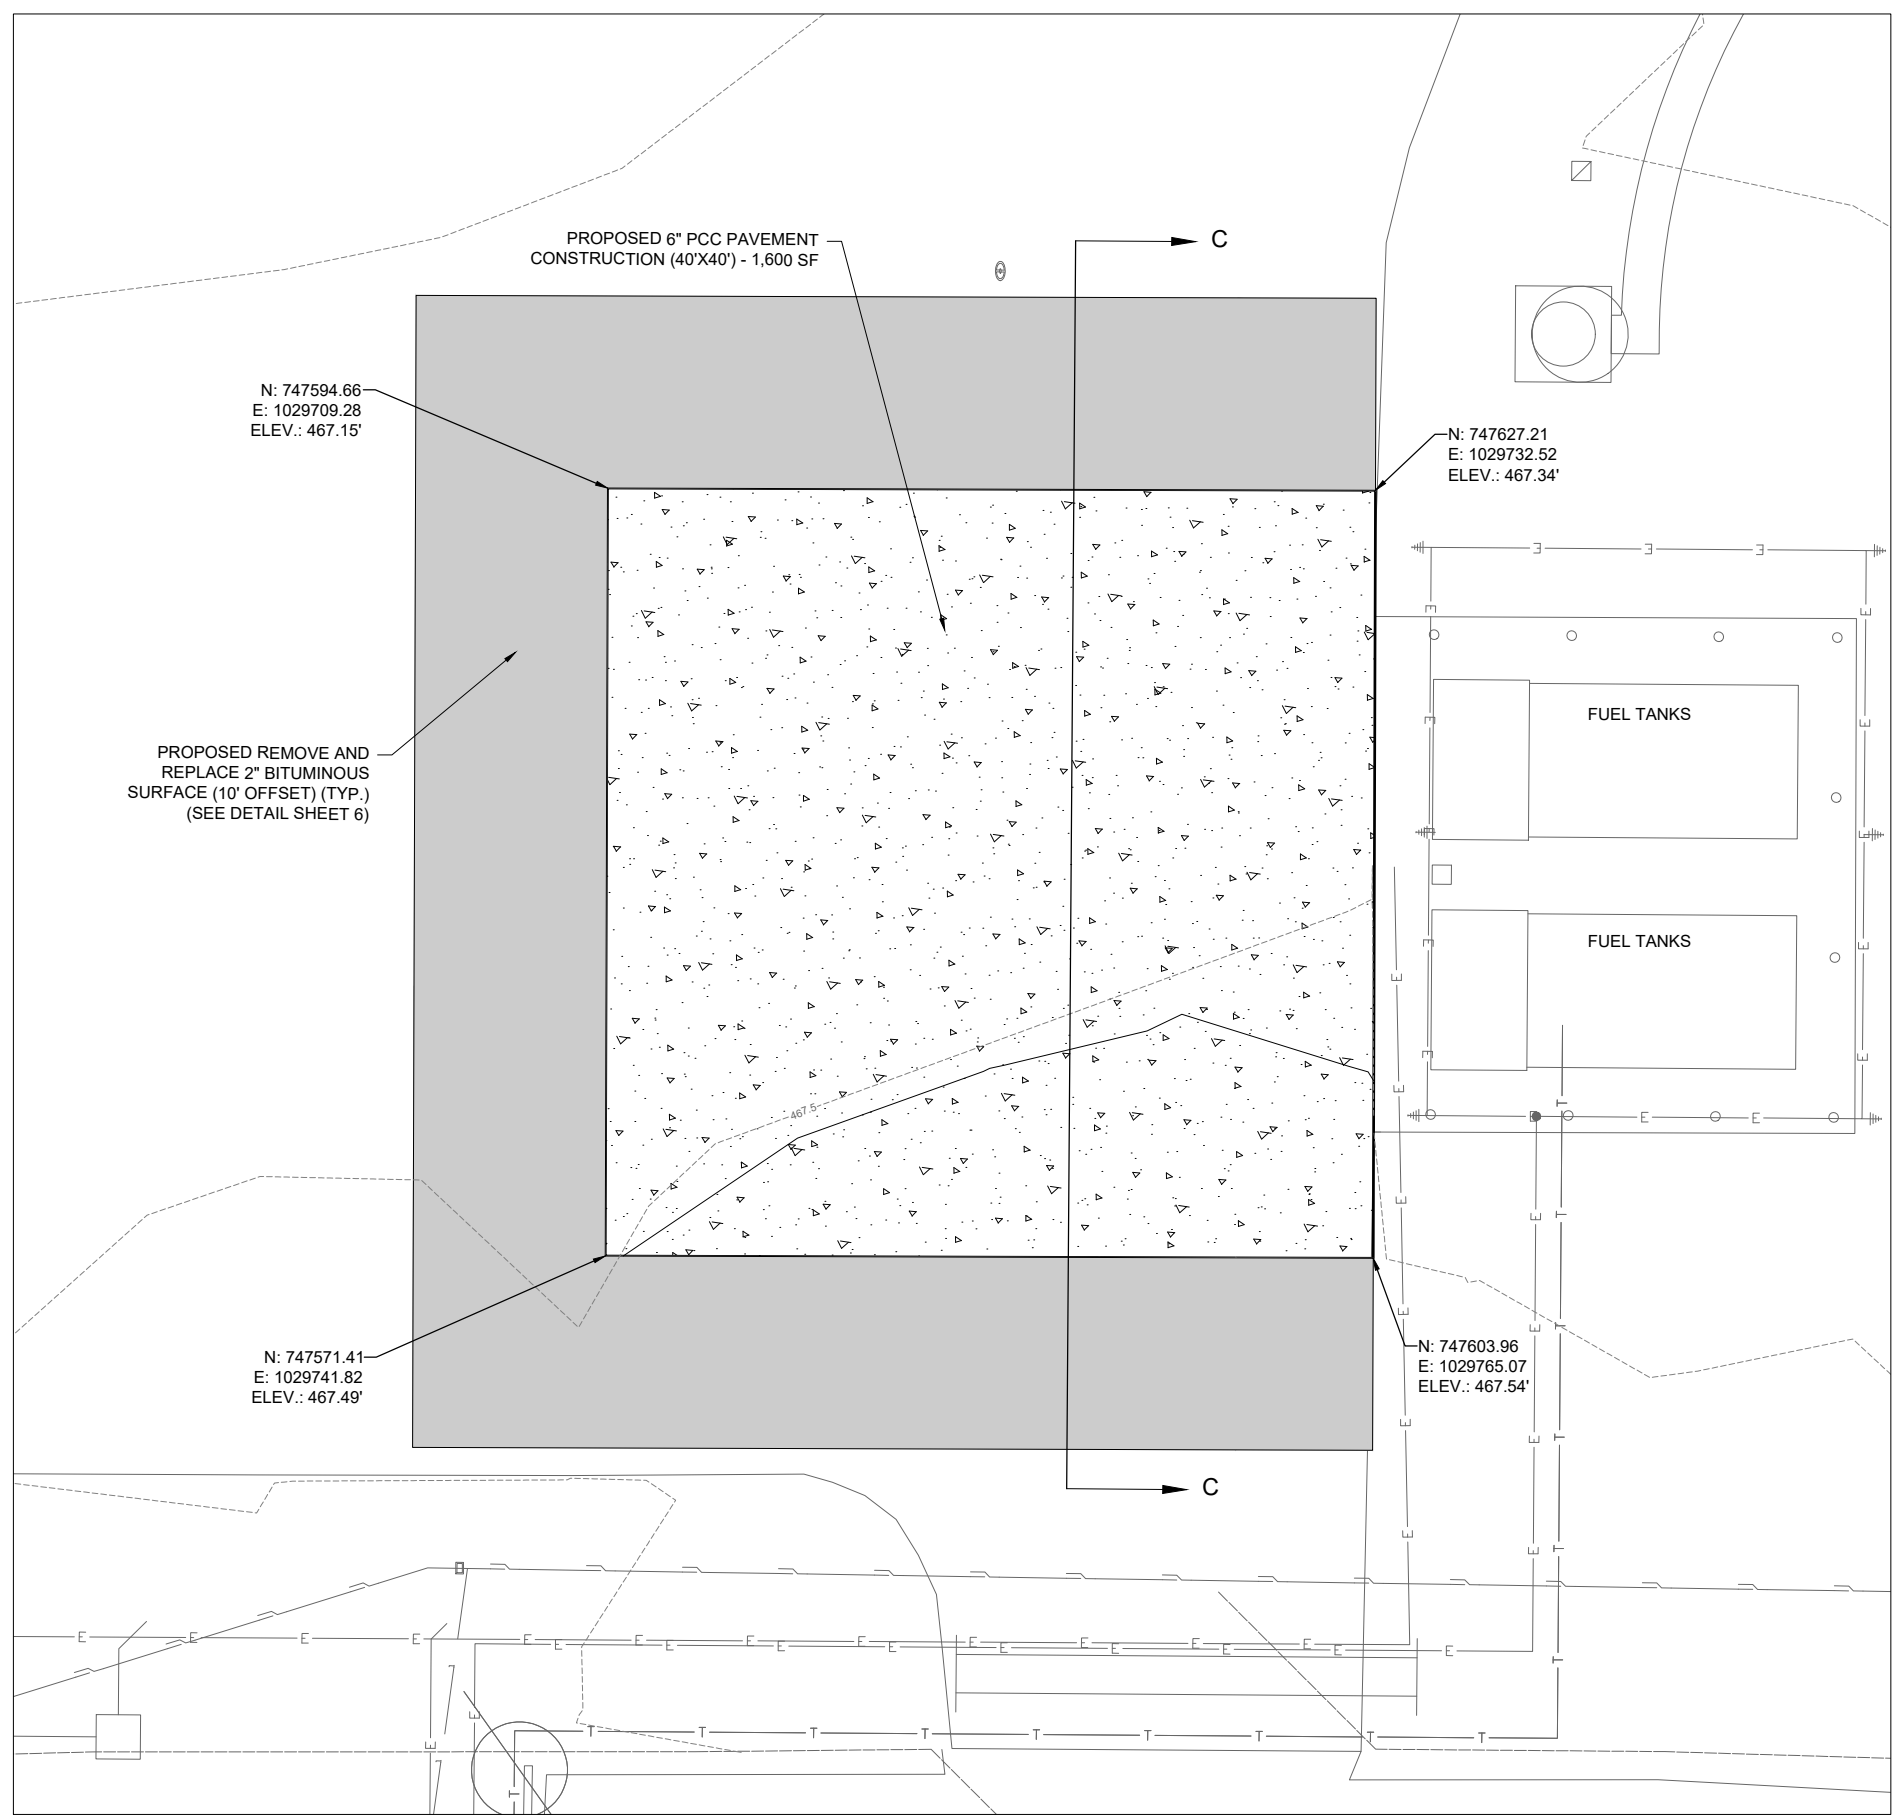 PROPOSED 6" PCC PAVEMENT
CONSTRUCTION (40'X40') - 1,600 SF
C
N: 747594.66
E: 1029709.28
ELEV.: 467.15'
N: 747627.21
E: 1029732.52
ELEV.: 467.34'
FUEL TANKS
PROPOSED REMOVE AND
REPLACE 2" BITUMINOUS
SURFACE (10' OFFSET) (TYP.)
(SEE DETAIL SHEET 6)
FUEL TANKS
467.5
N: 747571.41
E: 1029741.82
ELEV.: 467.49'
N: 747603.96
E: 1029765.07
ELEV.: 467.54'
C